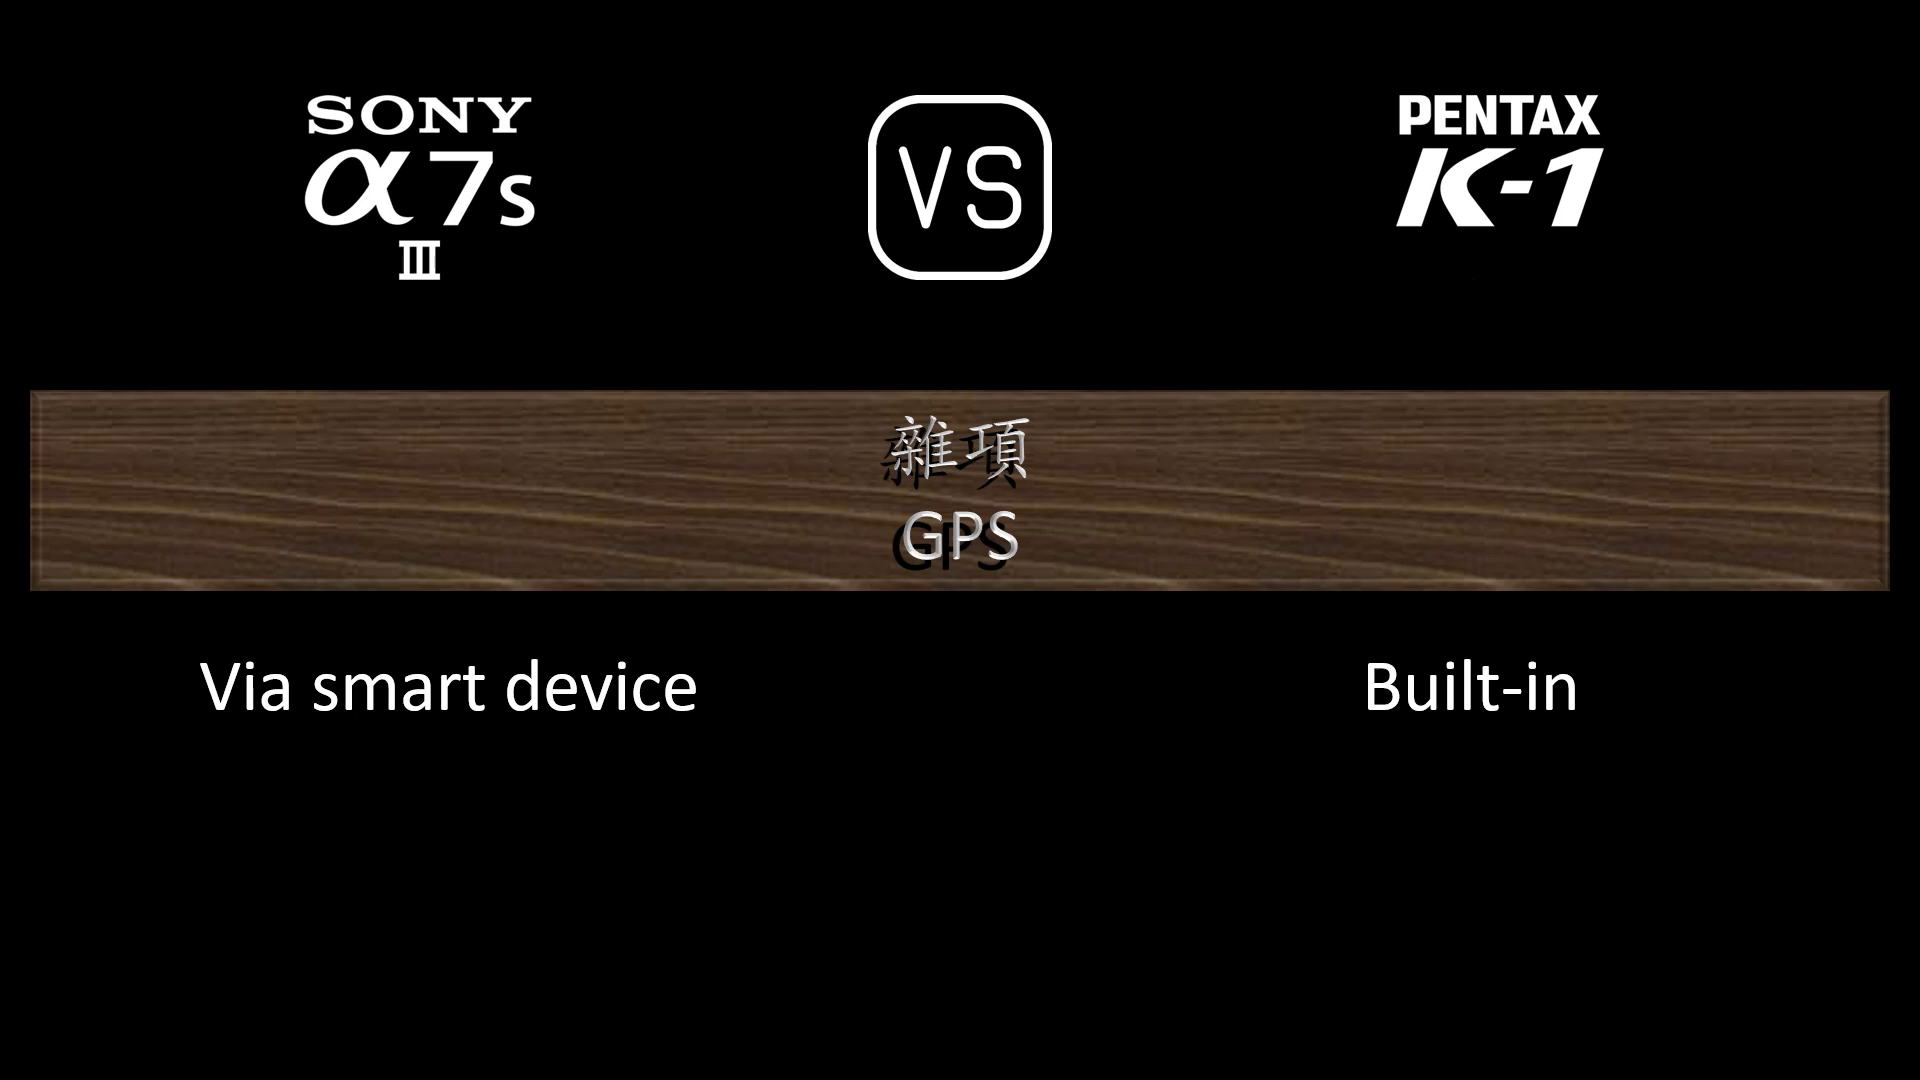 SONY
α7s
III
VS
PENTAX
K-1
雜項
GPS
Via smart device
Built-in